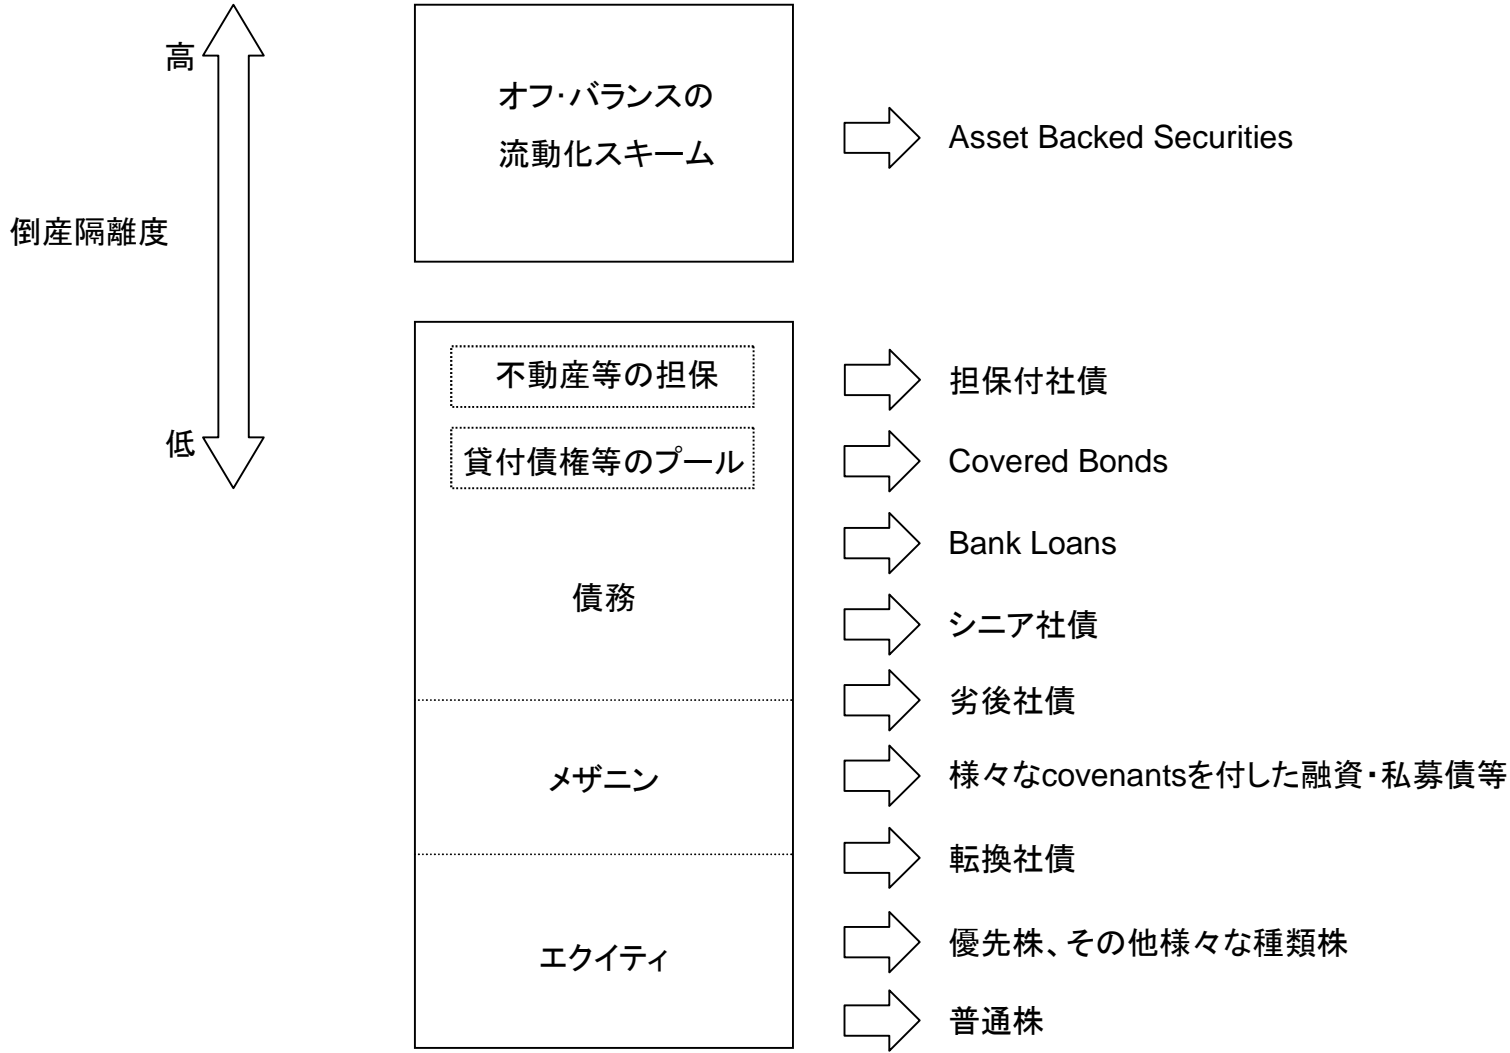 高
オフ・バランスの
流動化スキーム
Asset Backed Securities
倒産隔離度
不動産等の担保
担保付社債
低
貸付債権等のプール
Covered Bonds
Bank Loans
債務
シニア社債
劣後社債
メザニン
様々なcovenantsを付した融資・私募債等
転換社債
エクイティ
優先株、その他様々な種類株
普通株